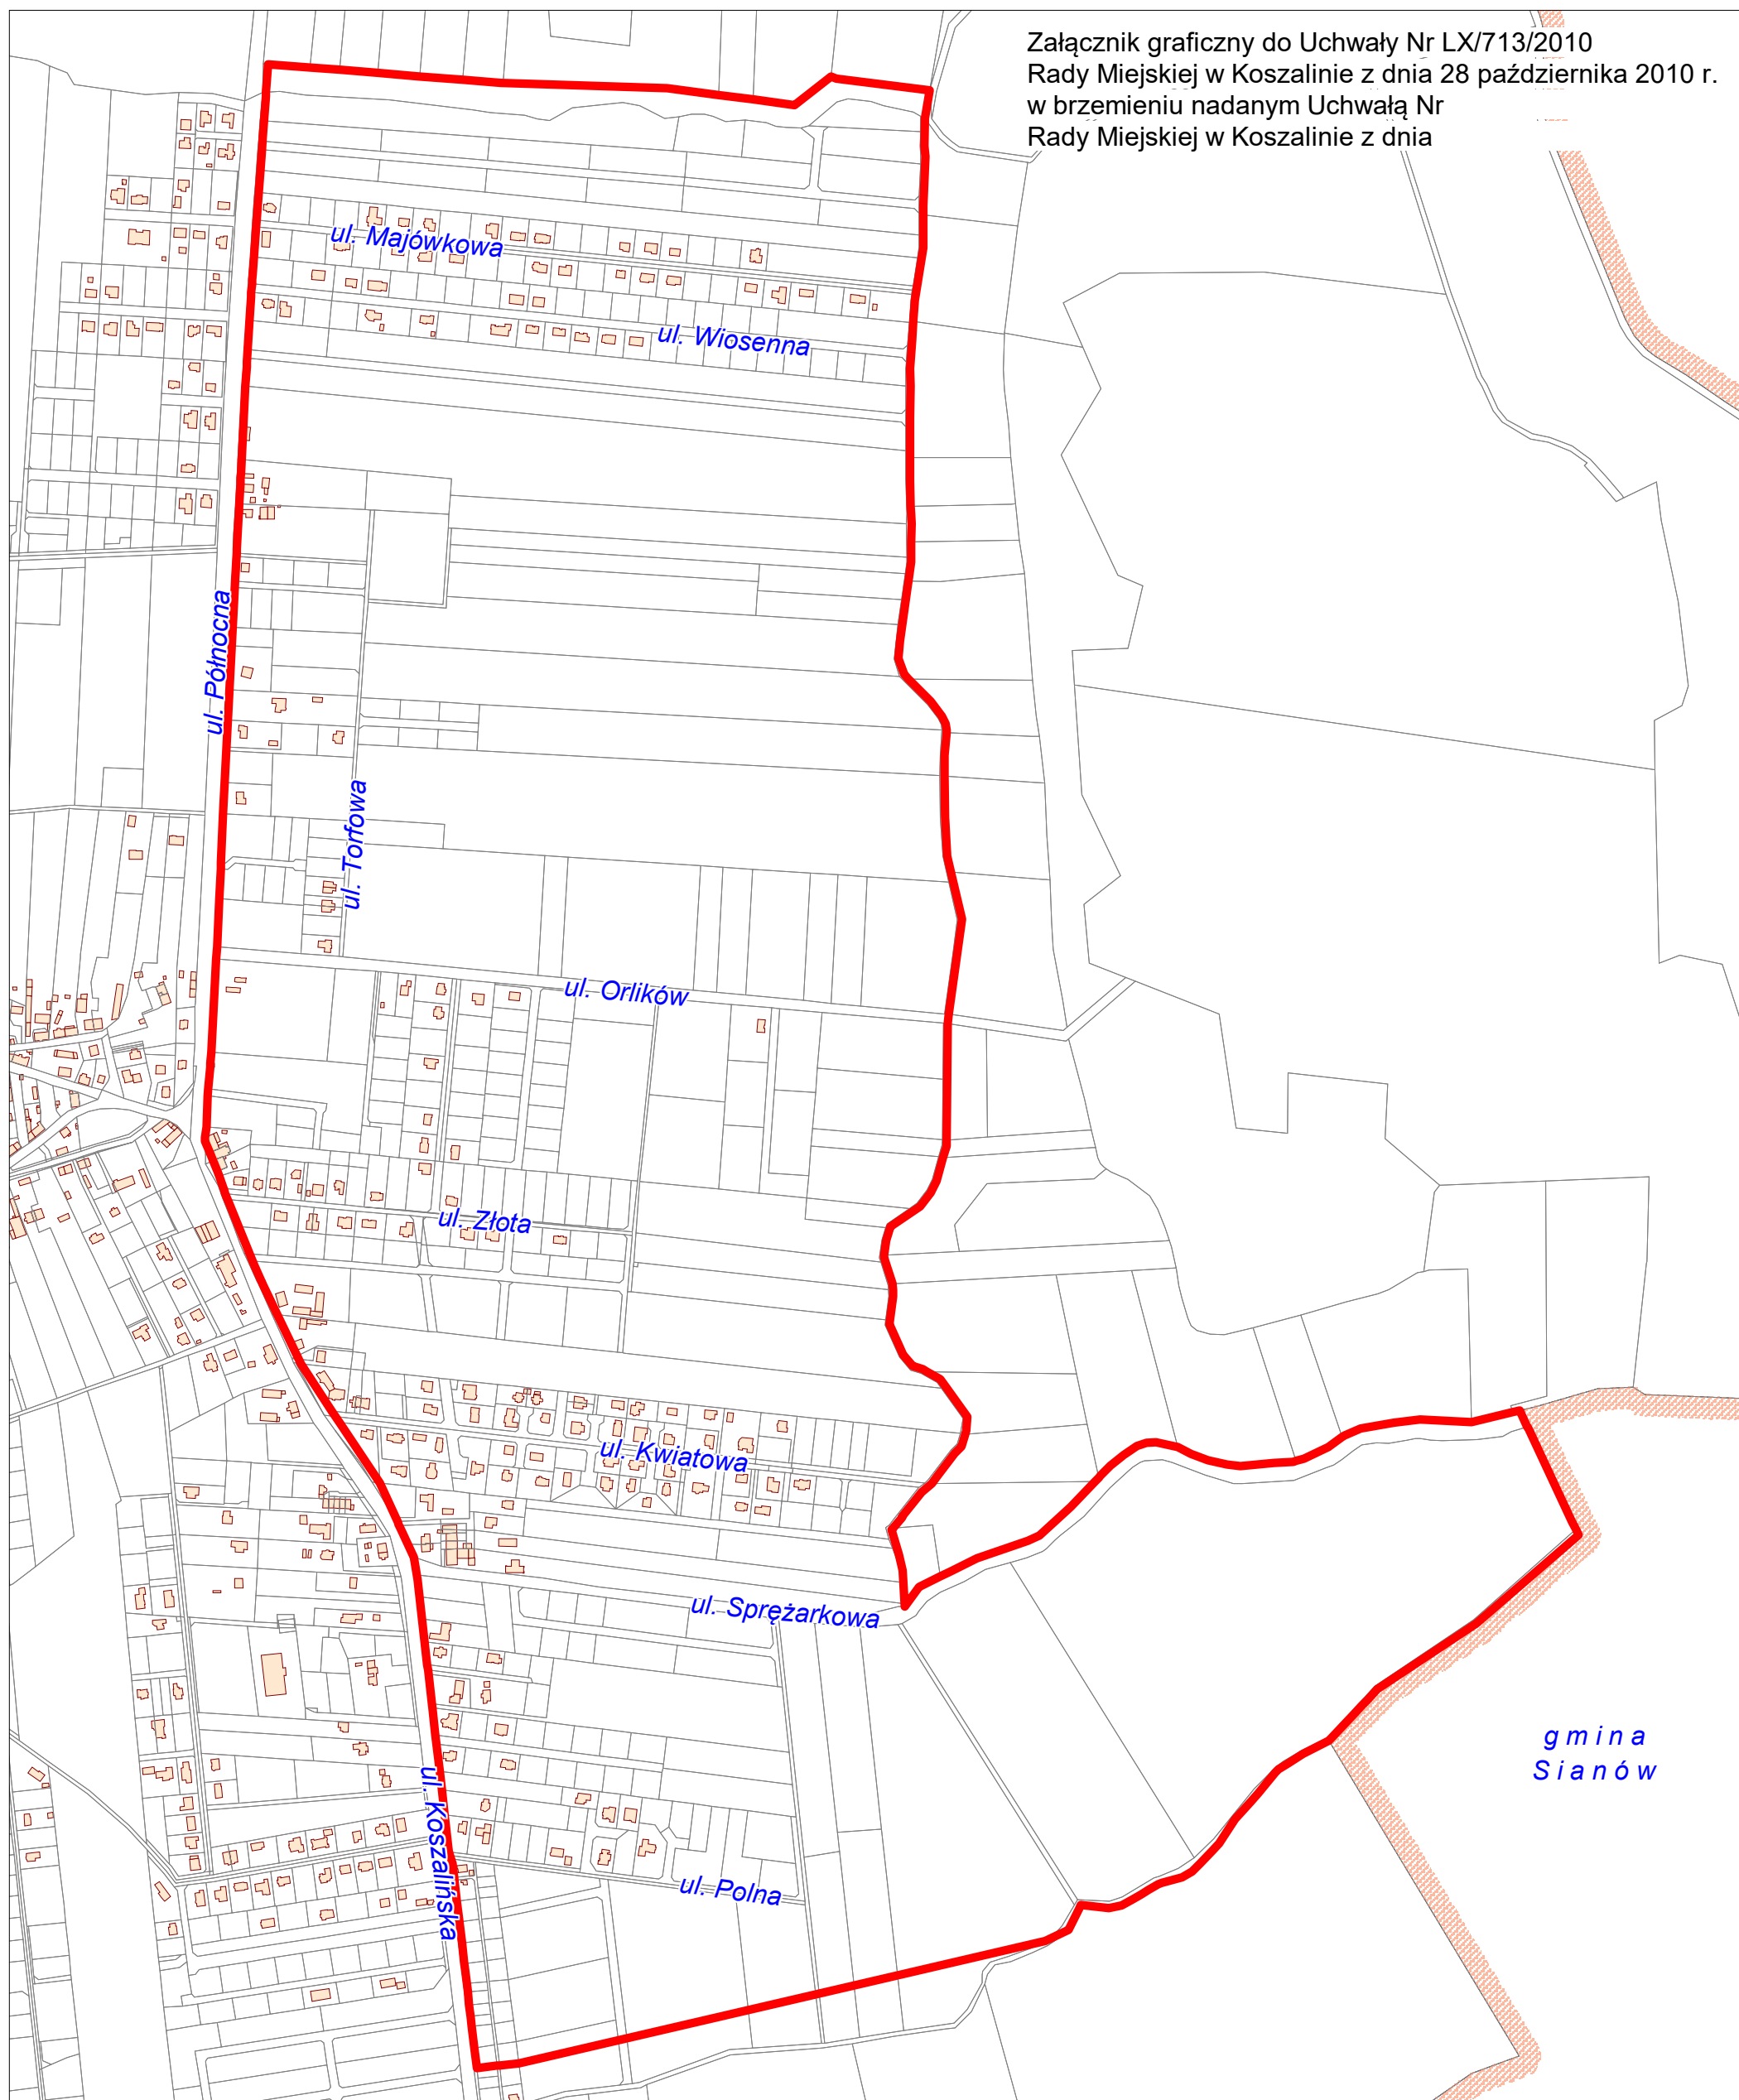 Załącznik graficzny do Uchwały Nr LX/713/2010
Rady Miejskiej w Koszalinie z dnia 28 października 2010 r.
w brzemieniu nadanym Uchwałą Nr
Rady Miejskiej w Koszalinie z dnia
ul. Majówkowa
ul. Wiosenna
ul. Północna
ul. Torfowa
ul. Orlików
ul. Złota
ul. Kwiatowa
ul. Sprężarkowa
gmina
Sianów
ul. Koszalińska
ul. Polna